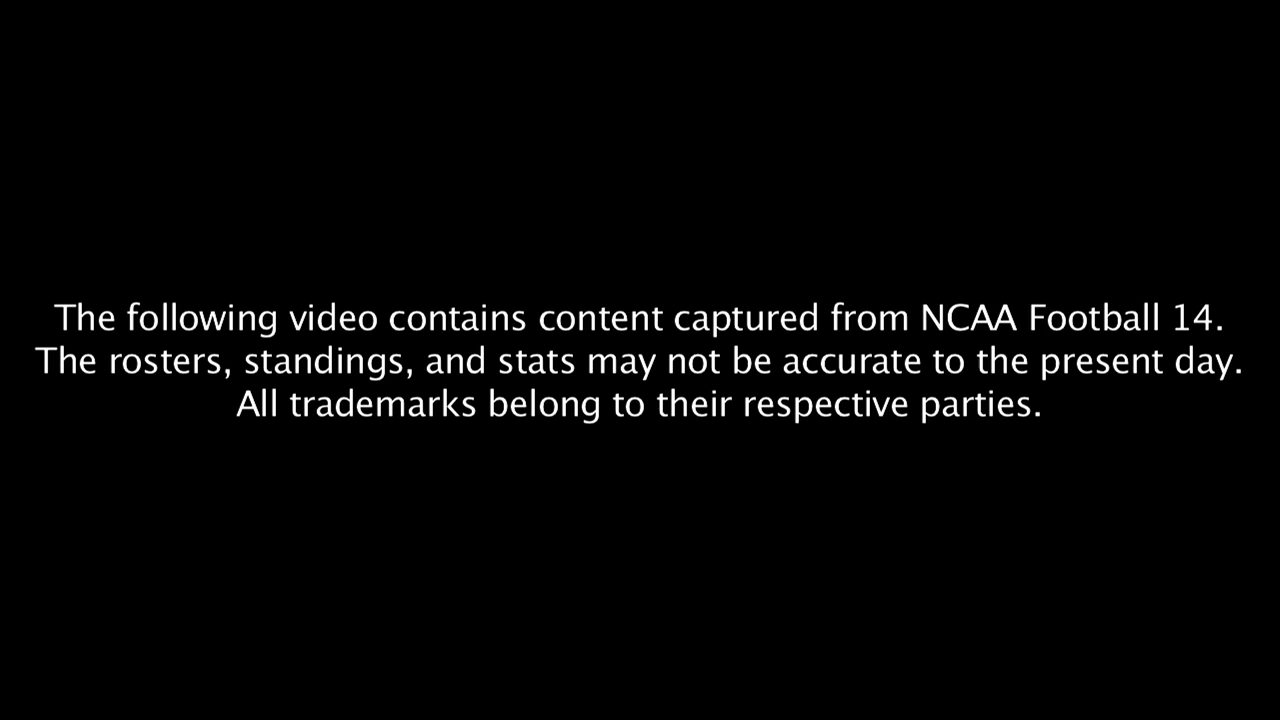 The following video contains content captured from NCAA Football 14.
The rosters, standings, and stats may not be accurate to the present day.
All trademarks belong to their respective parties.